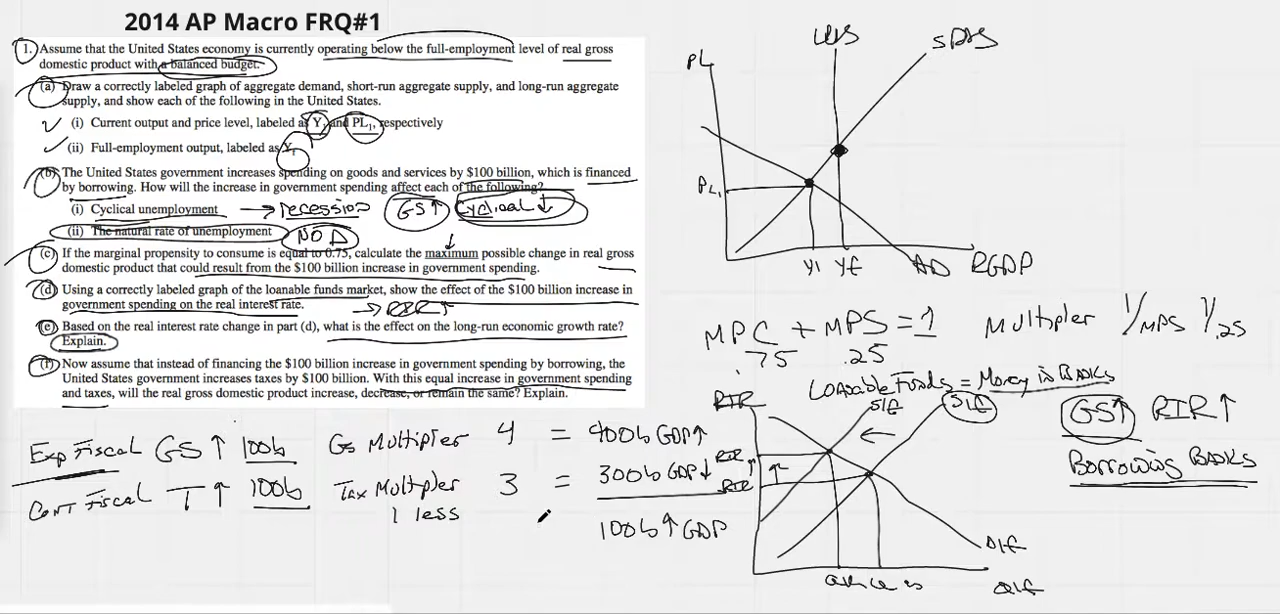 2014 AP Macro FRQ#1
1. Assume that the United States economy is currently operating below the full-employment level of real gross
domestic product with a balanced budget.
(a) Draw a correctly labeled graph of aggregate demand, short-run aggregate supply, and long-run aggregate
supply, and show each of the following in the United States.
(i) Current output and price level, labeled as Y1 and PL1, respectively
(ii) Full-employment output, labeled as Yf
(b) The United States government increases spending on goods and services by $100 billion, which is financed
by borrowing. How will the increase in government spending affect each of the following?
(i) Cyclical unemployment → recession GS↑ Cyclical ↓
(ii) The natural rate of unemployment NO Δ
(c) If the marginal propensity to consume is equal to 0.75, calculate the maximum possible change in real gross
domestic product that could result from the $100 billion increase in government spending.
(d) Using a correctly labeled graph of the loanable funds market, show the effect of the $100 billion increase in
government spending on the real interest rate. → RIR↑
(e) Based on the real interest rate change in part (d), what is the effect on the long-run economic growth rate?
Explain.
(f) Now assume that instead of financing the $100 billion increase in government spending by borrowing, the
United States government increases taxes by $100 billion. With this equal increase in government spending
and taxes, will the real gross domestic product increase, decrease, or remain the same? Explain.
Exp Fiscal GS ↑ 100b Gs Multiplier 4 = 400b GDP↑
Cont Fiscal T ↑ 100b Tax Multiplier 3 = 300b GDP↓
1 less 100b↑ GDP
PL
SRAS
PL1
Y1 Yf AD RGDP
MPC + MPS = 1 Multipler 1/MPS 1/.25
.75 .25
Loanable Funds = Money in Banks
RIR Slf Slf GS↑ RIR↑
RIR
RIR
Borrowing Banks
Dlf
Qlf